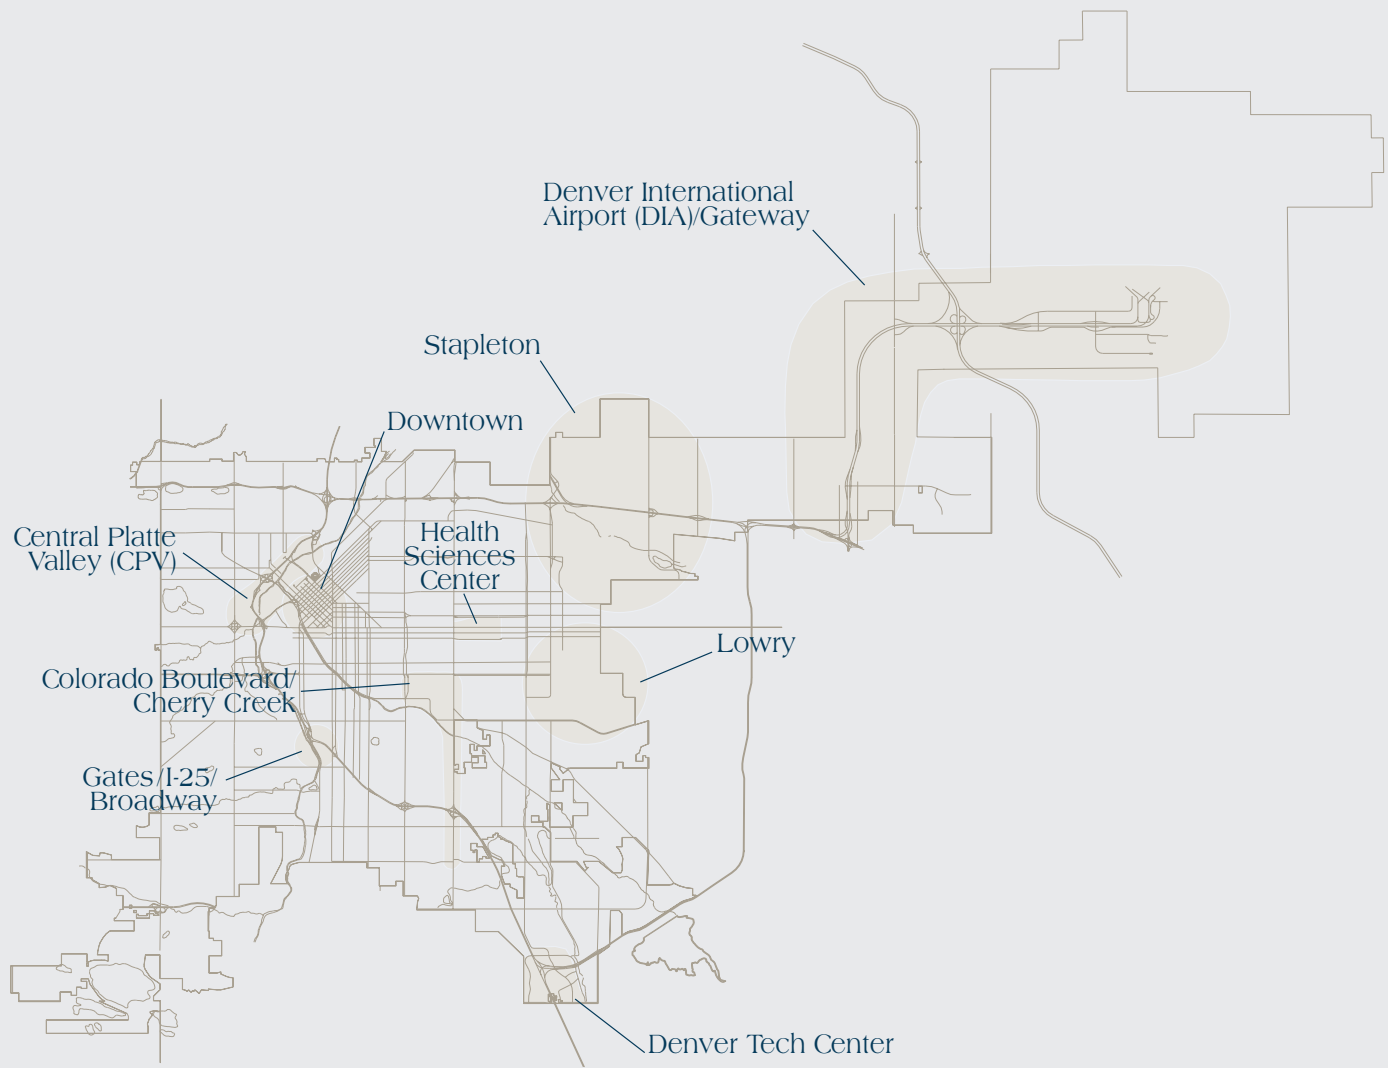 Denver International
Airport (DIA)/Gateway
Stapleton
Downtown
Central Platte
Valley (CPV)
Health
Sciences
Center
Lowry
Colorado Boulevard/
Cherry Creek
Gates/I-25/
Broadway
Denver Tech Center